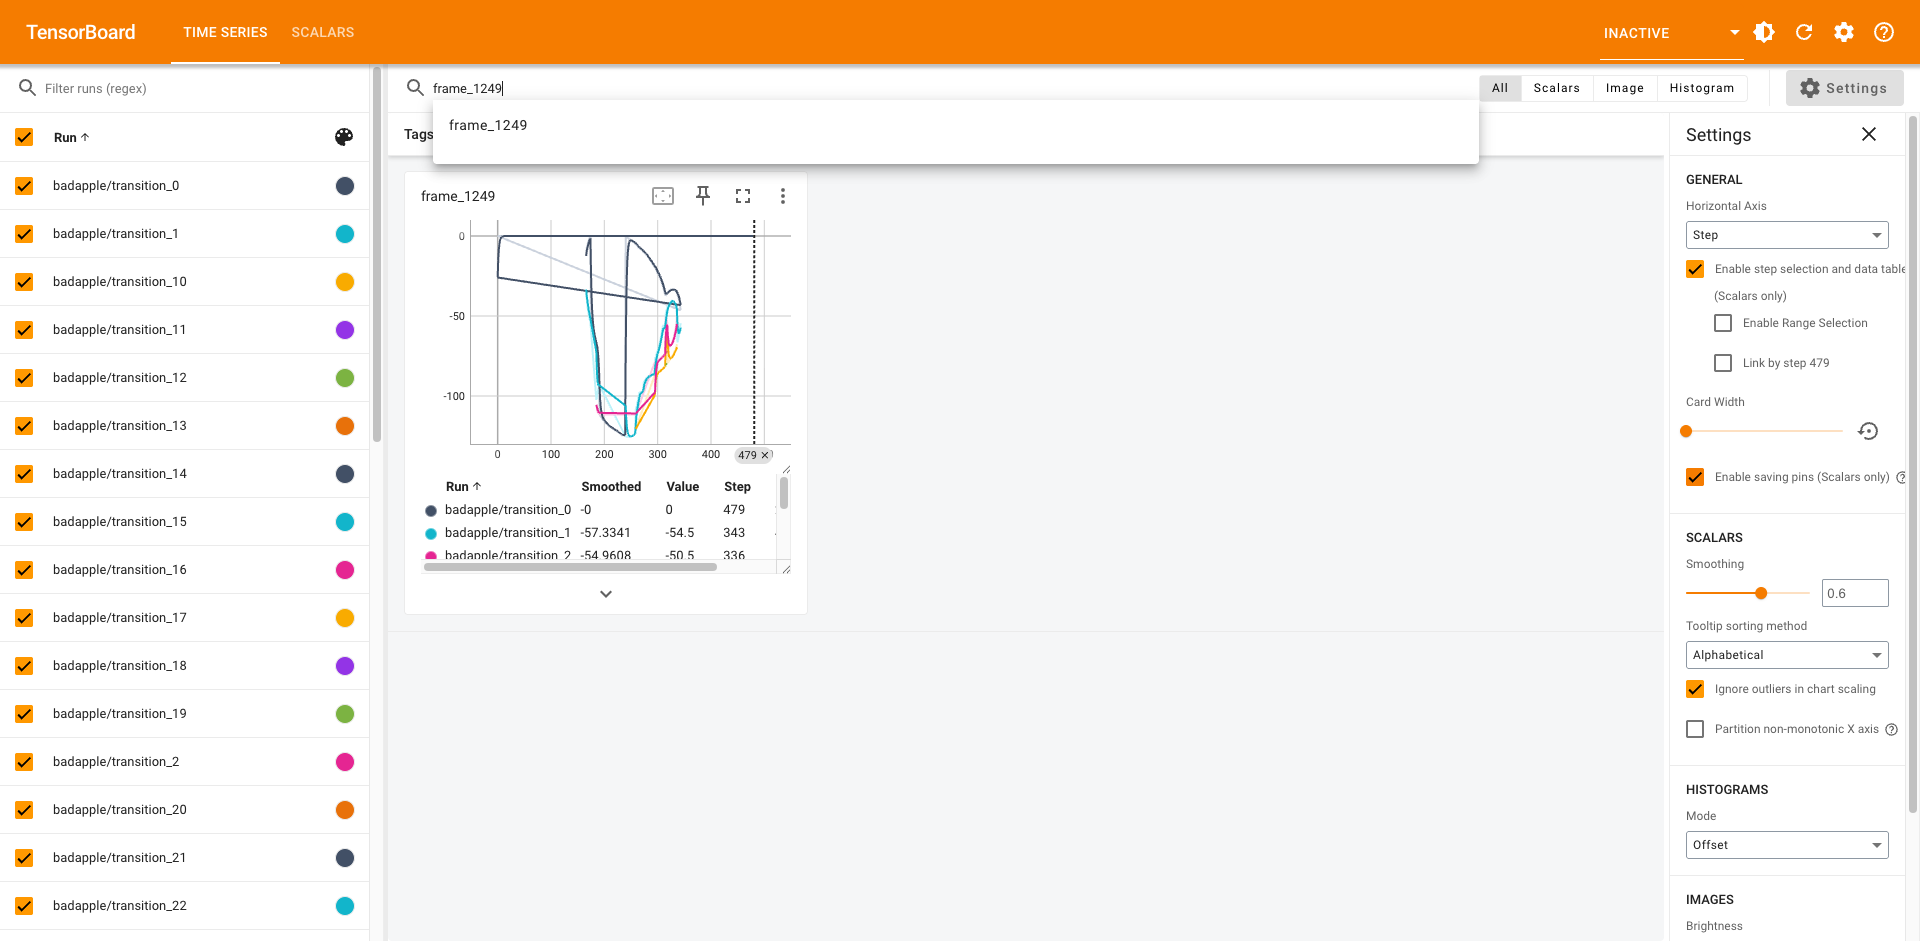 TensorBoard TIME SERIES SCALARS INACTIVE
Filter runs (regex)
frame_1249
All Scalars Image Histogram
Settings
frame_1249
Tags
Run
badapple/transition_0
badapple/transition_1
badapple/transition_10
badapple/transition_11
badapple/transition_12
badapple/transition_13
badapple/transition_14
badapple/transition_15
badapple/transition_16
badapple/transition_17
badapple/transition_18
badapple/transition_19
badapple/transition_2
badapple/transition_20
badapple/transition_21
badapple/transition_22
frame_1249
0
-50
-100
0 100 200 300 400 479
Run Smoothed Value Step
badapple/transition_0 -0 0 479
badapple/transition_1 -57.3341 -54.5 343
badapple/transition_2 -54.9608 -50.5 336
Settings
GENERAL
Horizontal Axis
Step
Enable step selection and data table
(Scalars only)
Enable Range Selection
Link by step 479
Card Width
Enable saving pins (Scalars only)
SCALARS
Smoothing
0.6
Tooltip sorting method
Alphabetical
Ignore outliers in chart scaling
Partition non-monotonic X axis
HISTOGRAMS
Mode
Offset
IMAGES
Brightness